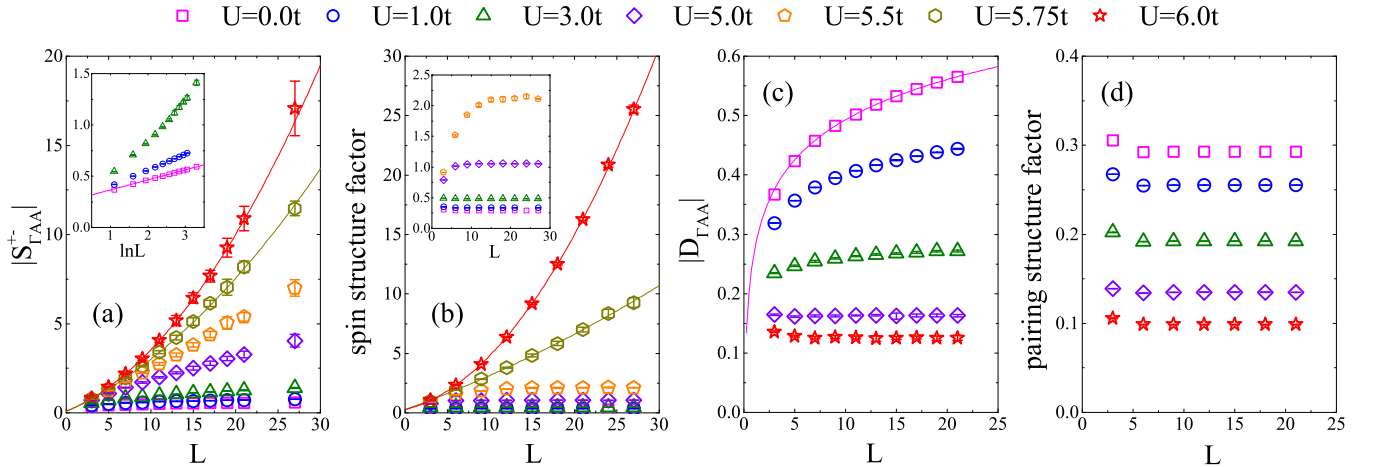 U=0.0t U=1.0t U=3.0t U=5.0t U=5.5t U=5.75t U=6.0t
|S+-ΓAA|
20
15
10
5
0
0 5 10 15 20 25 30
L
(a)
1.5
1.0
0.5
0.0
1 2 3
lnL
spin structure factor
30
25
20
15
10
5
0
0 5 10 15 20 25 30
L
(b)
2.5
2.0
1.5
1.0
0.5
0.0
0 5 10 15 20 25
L
|DΓAA|
0.6
0.5
0.4
0.3
0.2
0.1
0.0
0 5 10 15 20 25
L
(c)
pairing structure factor
0.4
0.3
0.2
0.1
0.0
0 5 10 15 20 25
L
(d)